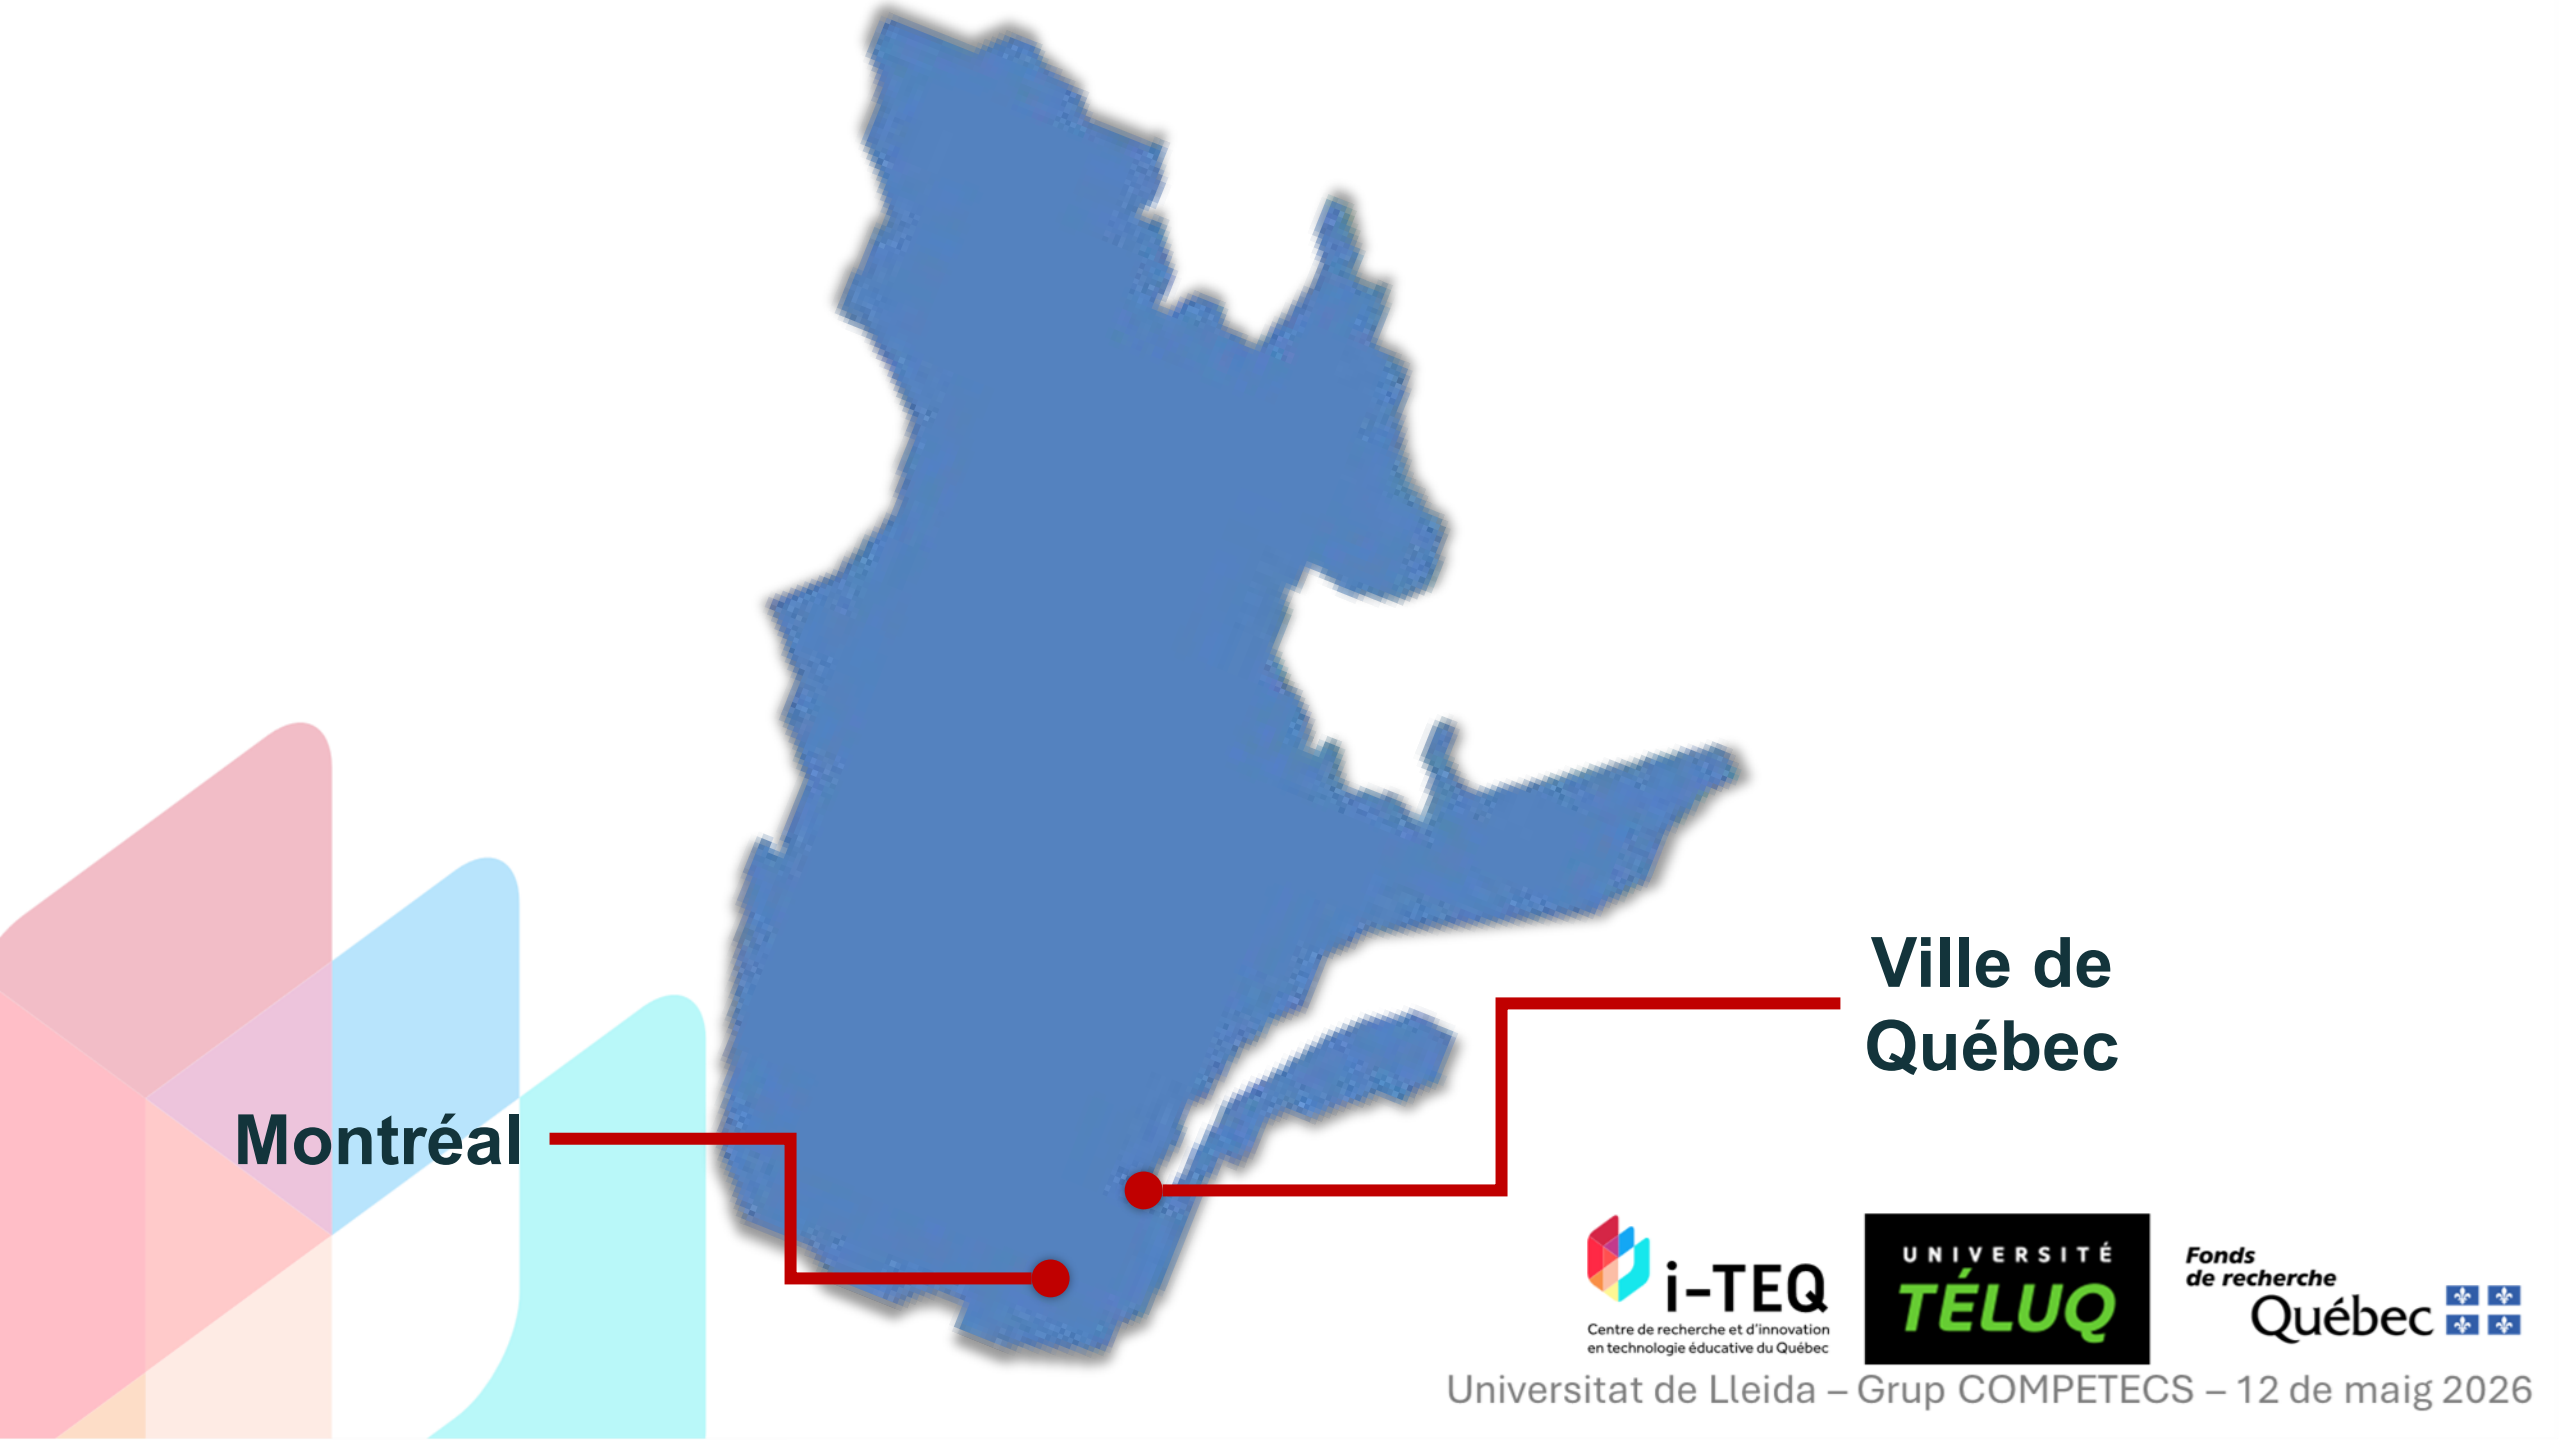 Ville de
Québec
Montréal
i-TEQ
Centre de recherche et d'innovation
en technologie éducative du Québec
UNIVERSITÉ
TÉLUQ
Fonds
de recherche
Québec
Universitat de Lleida – Grup COMPETECS – 12 de maig 2026